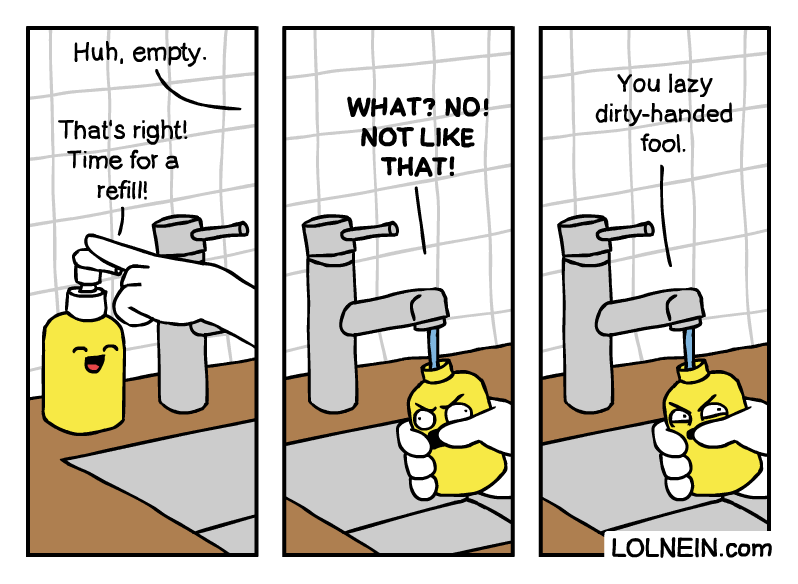 Huh, empty.
That's right!
Time for a
refill!
WHAT? NO!
NOT LIKE
THAT!
You lazy
dirty-handed
fool.
LOLNEIN.com